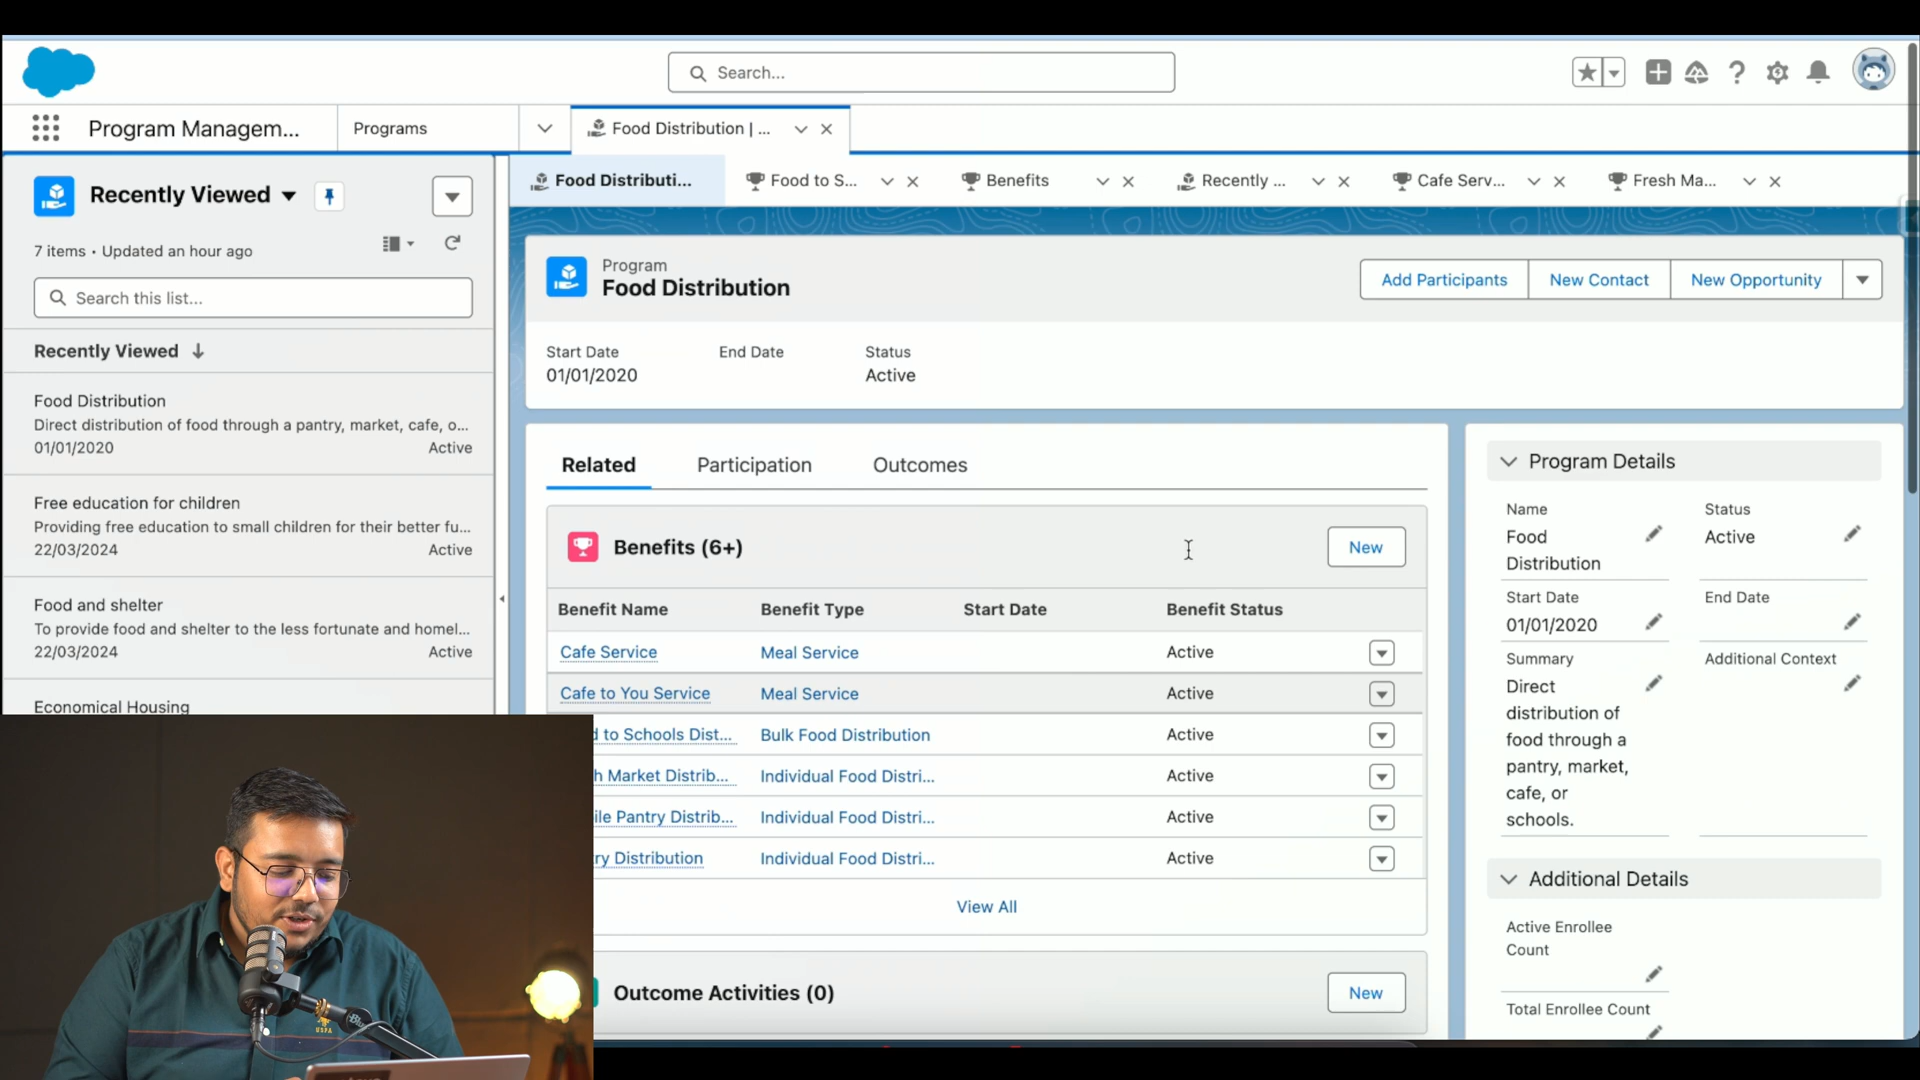 Search...
Program Managem...
Programs
Food Distribution | ...
Recently Viewed
7 items • Updated an hour ago
Search this list...
Recently Viewed
Food Distribution
Direct distribution of food through a pantry, market, cafe, o...
01/01/2020 Active
Free education for children
Providing free education to small children for their better fu...
22/03/2024 Active
Food and shelter
To provide food and shelter to the less fortunate and homel...
22/03/2024 Active
Economical Housing
Food Distributi...
Food to S...
Benefits
Recently ...
Cafe Serv...
Fresh Ma...
Program
Food Distribution
Add Participants
New Contact
New Opportunity
Start Date End Date Status
01/01/2020 Active
Related Participation Outcomes
Benefits (6+)
New
Benefit Name Benefit Type Start Date Benefit Status
Cafe Service Meal Service Active
Cafe to You Service Meal Service Active
d to Schools Dist... Bulk Food Distribution Active
h Market Distrib... Individual Food Distri... Active
ile Pantry Distrib... Individual Food Distri... Active
ry Distribution Individual Food Distri... Active
View All
Outcome Activities (0)
New
Program Details
Name Status
Food Active
Distribution
Start Date End Date
01/01/2020
Summary Additional Context
Direct
distribution of
food through a
pantry, market,
cafe, or
schools.
Additional Details
Active Enrollee
Count
Total Enrollee Count
USPA
Blue